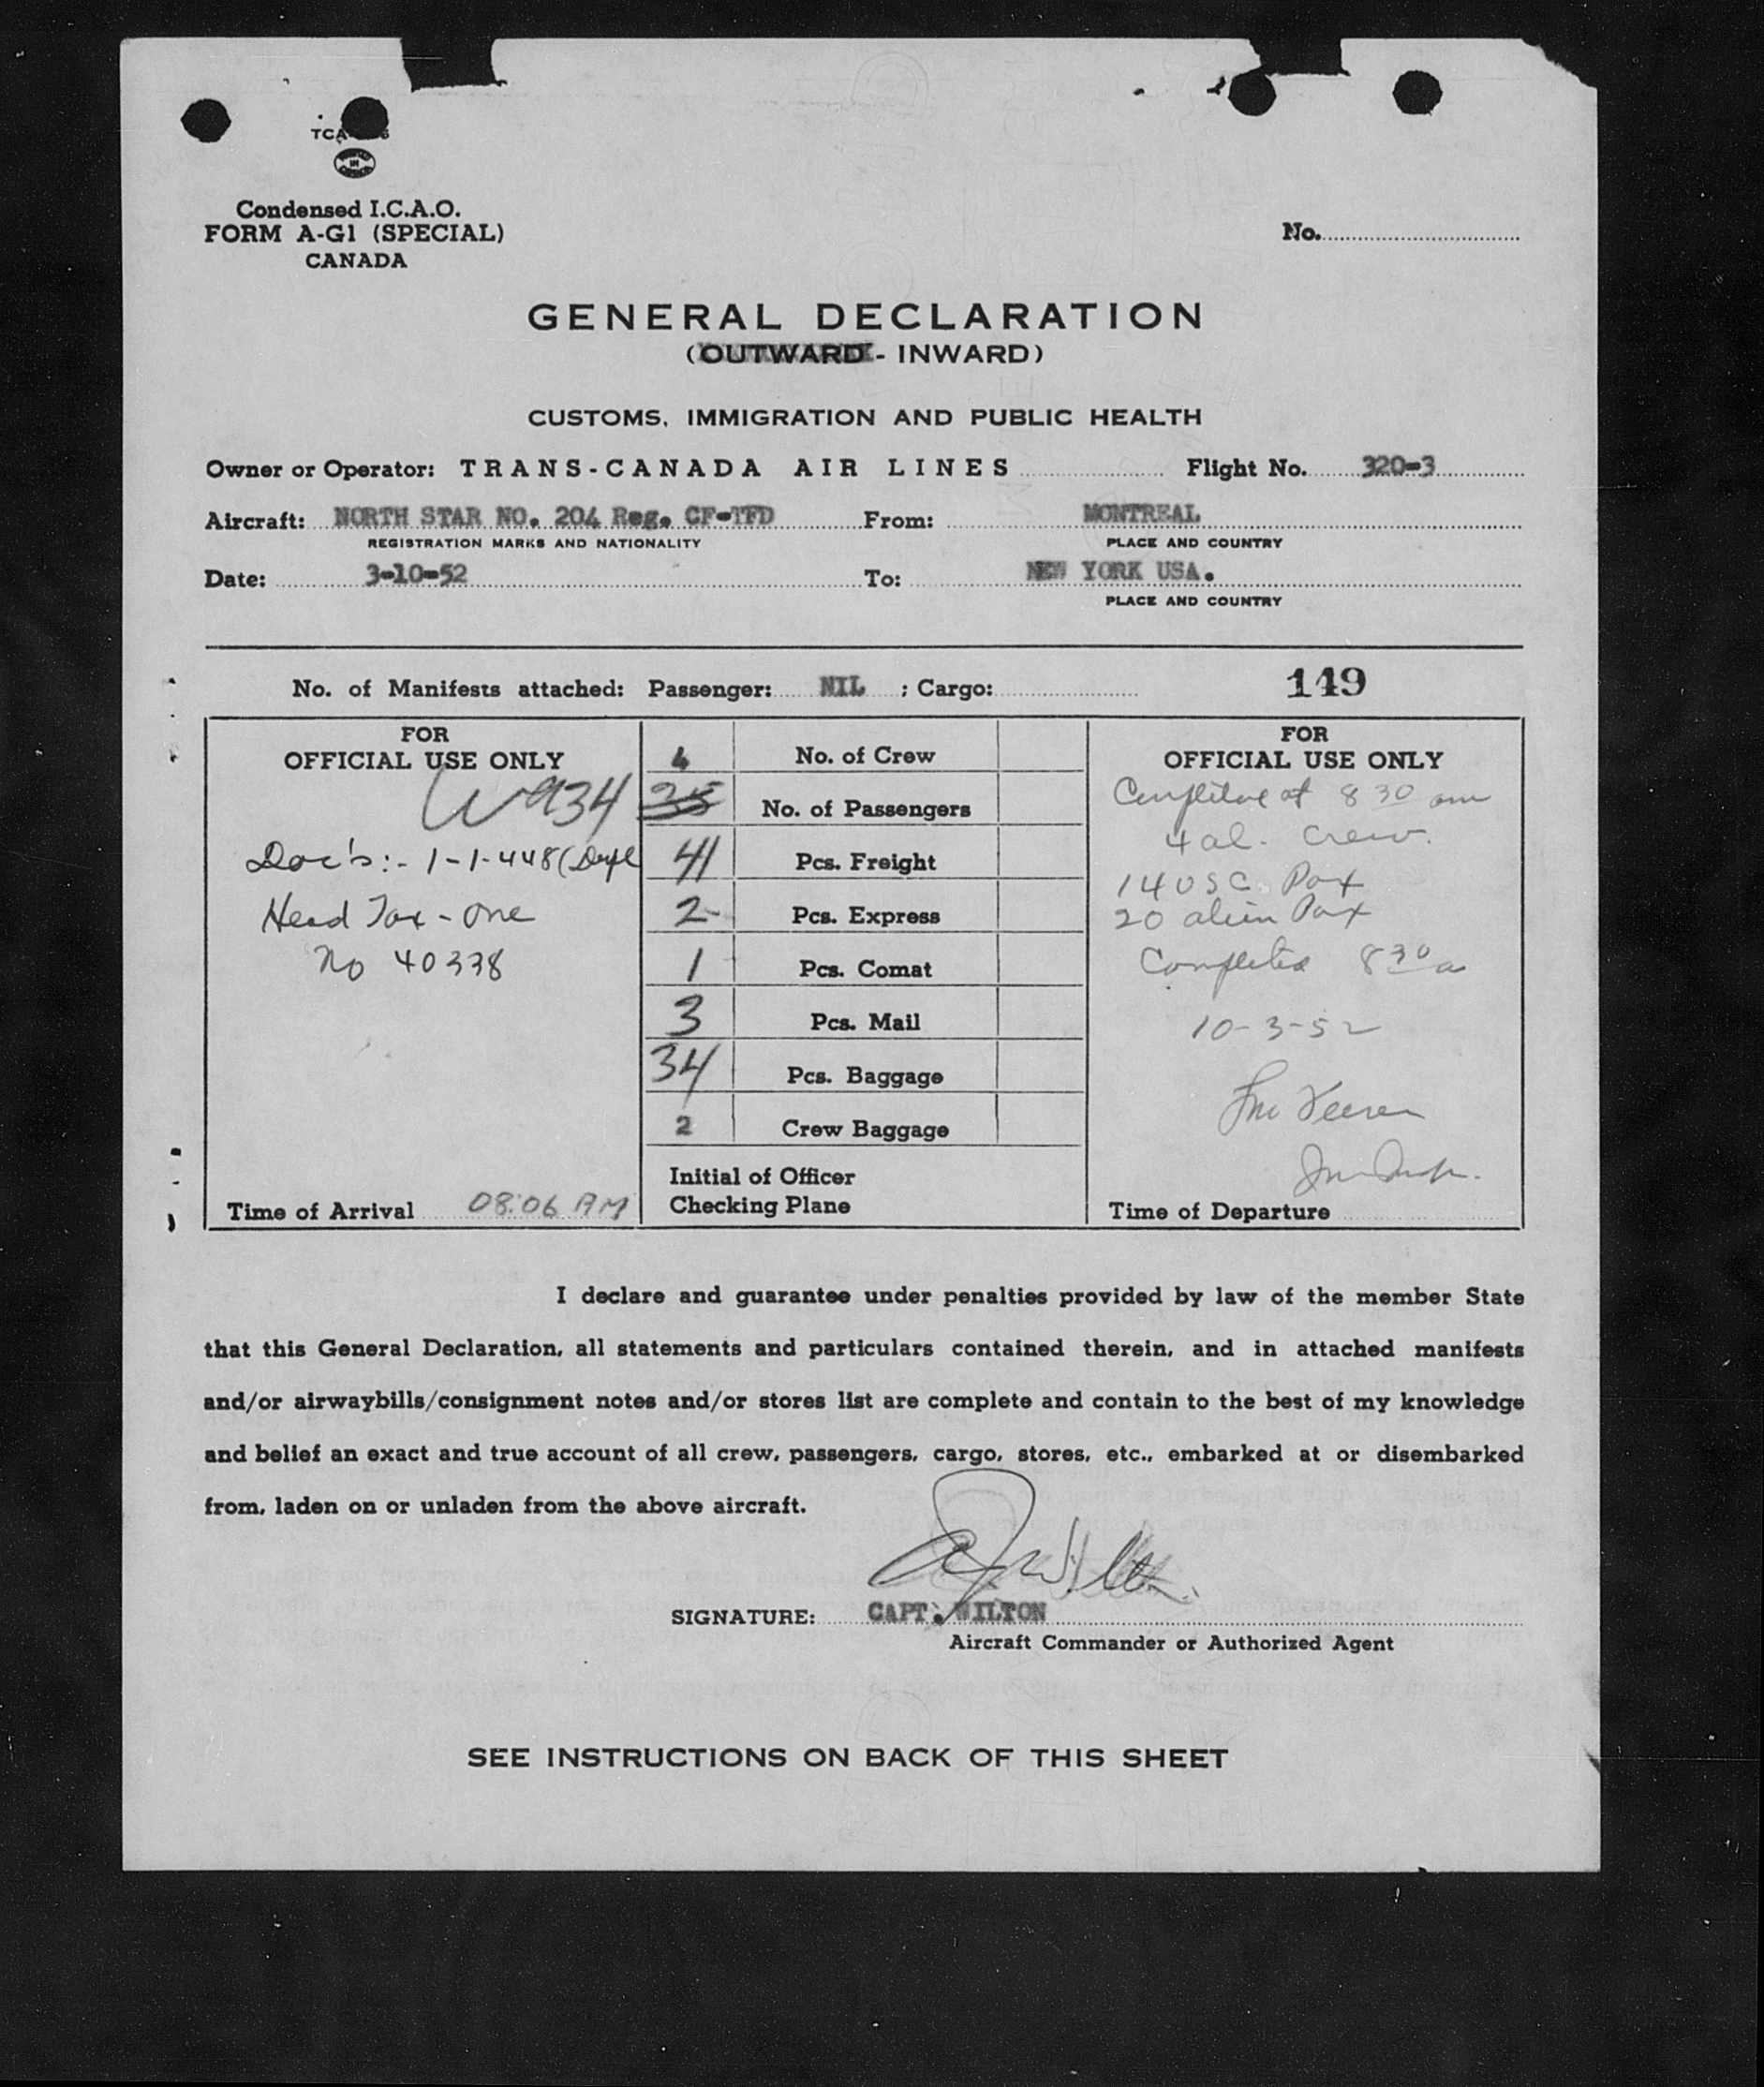 TCA
Condensed I.C.A.O.
FORM A-G1 (SPECIAL)
CANADA
No.
GENERAL DECLARATION
(OUTWARD - INWARD)
CUSTOMS, IMMIGRATION AND PUBLIC HEALTH
Owner or Operator: TRANS-CANADA AIR LINES Flight No. 320-3
Aircraft: NORTH STAR NO. 204 Reg. CF-TFD From: MONTREAL
REGISTRATION MARKS AND NATIONALITY PLACE AND COUNTRY
Date: 3-10-52 To: NEW YORK USA.
PLACE AND COUNTRY
No. of Manifests attached: Passenger: NIL ; Cargo: 149
FOR
OFFICIAL USE ONLY
934
Doc's:- 1-1-448
Head Tax - one
No 40338
Time of Arrival 08:06 AM
4 No. of Crew
No. of Passengers 34
41 Pcs. Freight
2 Pcs. Express
1 Pcs. Comat
3 Pcs. Mail
34 Pcs. Baggage
2 Crew Baggage
Initial of Officer
Checking Plane
FOR
OFFICIAL USE ONLY
at 8 30 am
4 al. crew.
14 USC Pax
20 alien Pax
Completed 8 30 a
10-3-52
Time of Departure
I declare and guarantee under penalties provided by law of the member State
that this General Declaration, all statements and particulars contained therein, and in attached manifests
and/or airwaybills/consignment notes and/or stores list are complete and contain to the best of my knowledge
and belief an exact and true account of all crew, passengers, cargo, stores, etc., embarked at or disembarked
from, laden on or unladen from the above aircraft.
SIGNATURE: CAPT. WILTON
Aircraft Commander or Authorized Agent
SEE INSTRUCTIONS ON BACK OF THIS SHEET